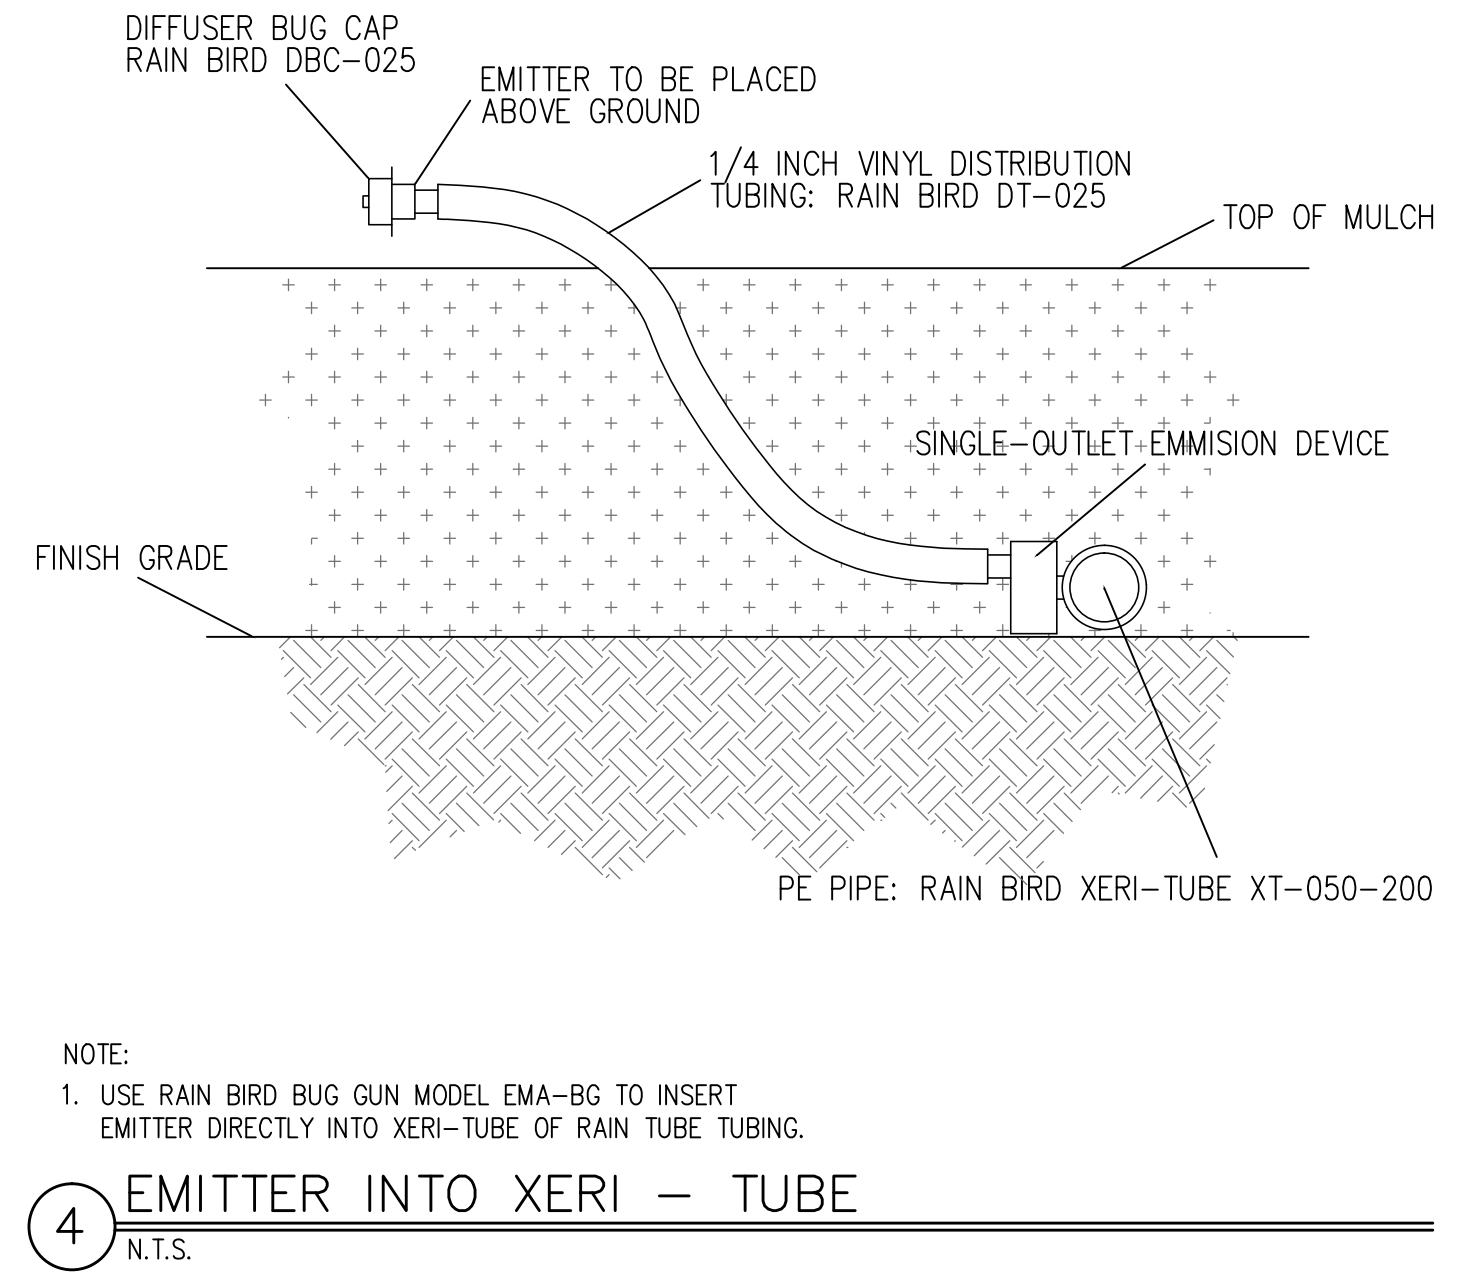 DIFFUSER BUG CAP
RAIN BIRD DBC-025
EMITTER TO BE PLACED
ABOVE GROUND
1/4 INCH VINYL DISTRIBUTION
TUBING: RAIN BIRD DT-025
TOP OF MULCH
SINGLE-OUTLET EMMISION DEVICE
FINISH GRADE
PE PIPE: RAIN BIRD XERI-TUBE XT-050-200
NOTE:
1. USE RAIN BIRD BUG GUN MODEL EMA-BG TO INSERT
EMITTER DIRECTLY INTO XERI-TUBE OF RAIN TUBE TUBING.
4 EMITTER INTO XERI - TUBE
N.T.S.